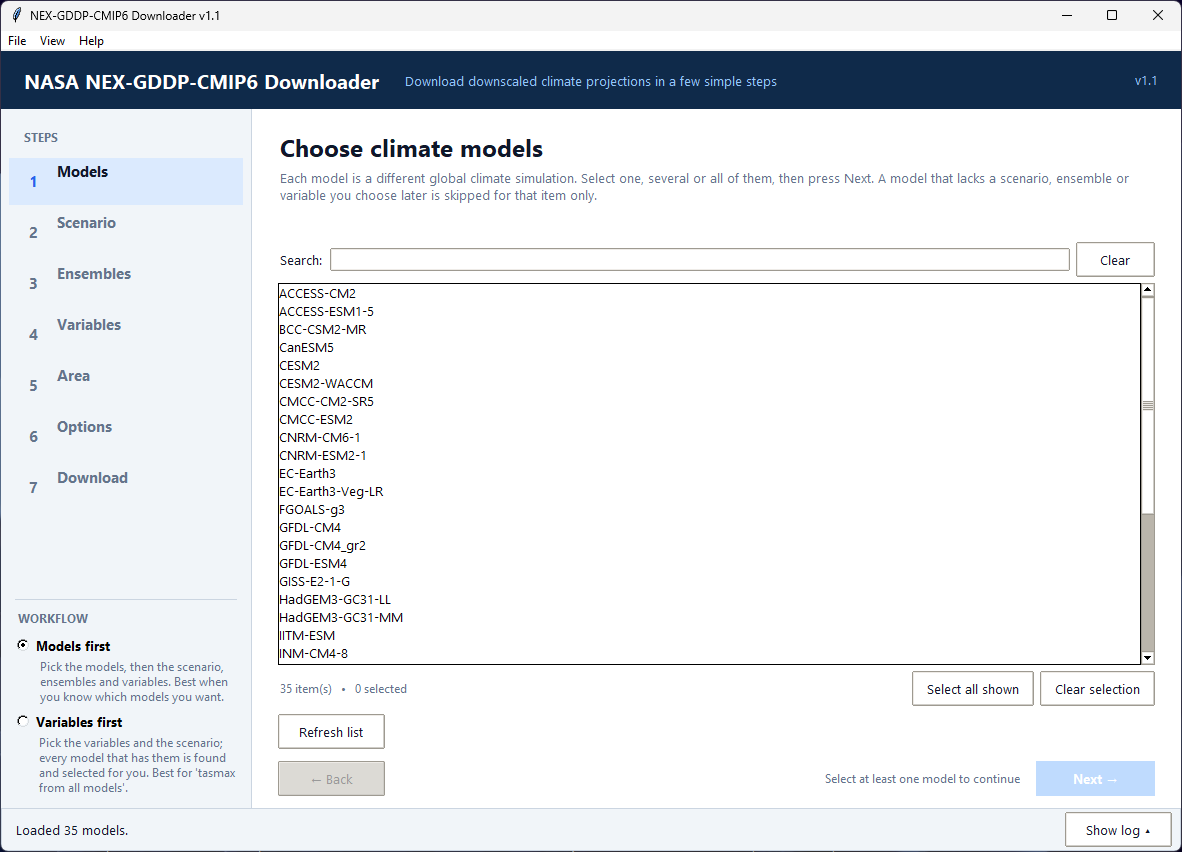 NEX-GDDP-CMIP6 Downloader v1.1
File View Help
NASA NEX-GDDP-CMIP6 Downloader
Download downscaled climate projections in a few simple steps
v1.1
STEPS
1 Models
2 Scenario
3 Ensembles
4 Variables
5 Area
6 Options
7 Download
WORKFLOW
Models first
Pick the models, then the scenario,
ensembles and variables. Best when
you know which models you want.
Variables first
Pick the variables and the scenario;
every model that has them is found
and selected for you. Best for 'tasmax
from all models'.
Choose climate models
Each model is a different global climate simulation. Select one, several or all of them, then press Next. A model that lacks a scenario, ensemble or
variable you choose later is skipped for that item only.
Search:
Clear
ACCESS-CM2
ACCESS-ESM1-5
BCC-CSM2-MR
CanESM5
CESM2
CESM2-WACCM
CMCC-CM2-SR5
CMCC-ESM2
CNRM-CM6-1
CNRM-ESM2-1
EC-Earth3
EC-Earth3-Veg-LR
FGOALS-g3
GFDL-CM4
GFDL-CM4_gr2
GFDL-ESM4
GISS-E2-1-G
HadGEM3-GC31-LL
HadGEM3-GC31-MM
IITM-ESM
INM-CM4-8
35 item(s) • 0 selected
Select all shown
Clear selection
Refresh list
← Back
Select at least one model to continue
Next →
Loaded 35 models.
Show log ▴